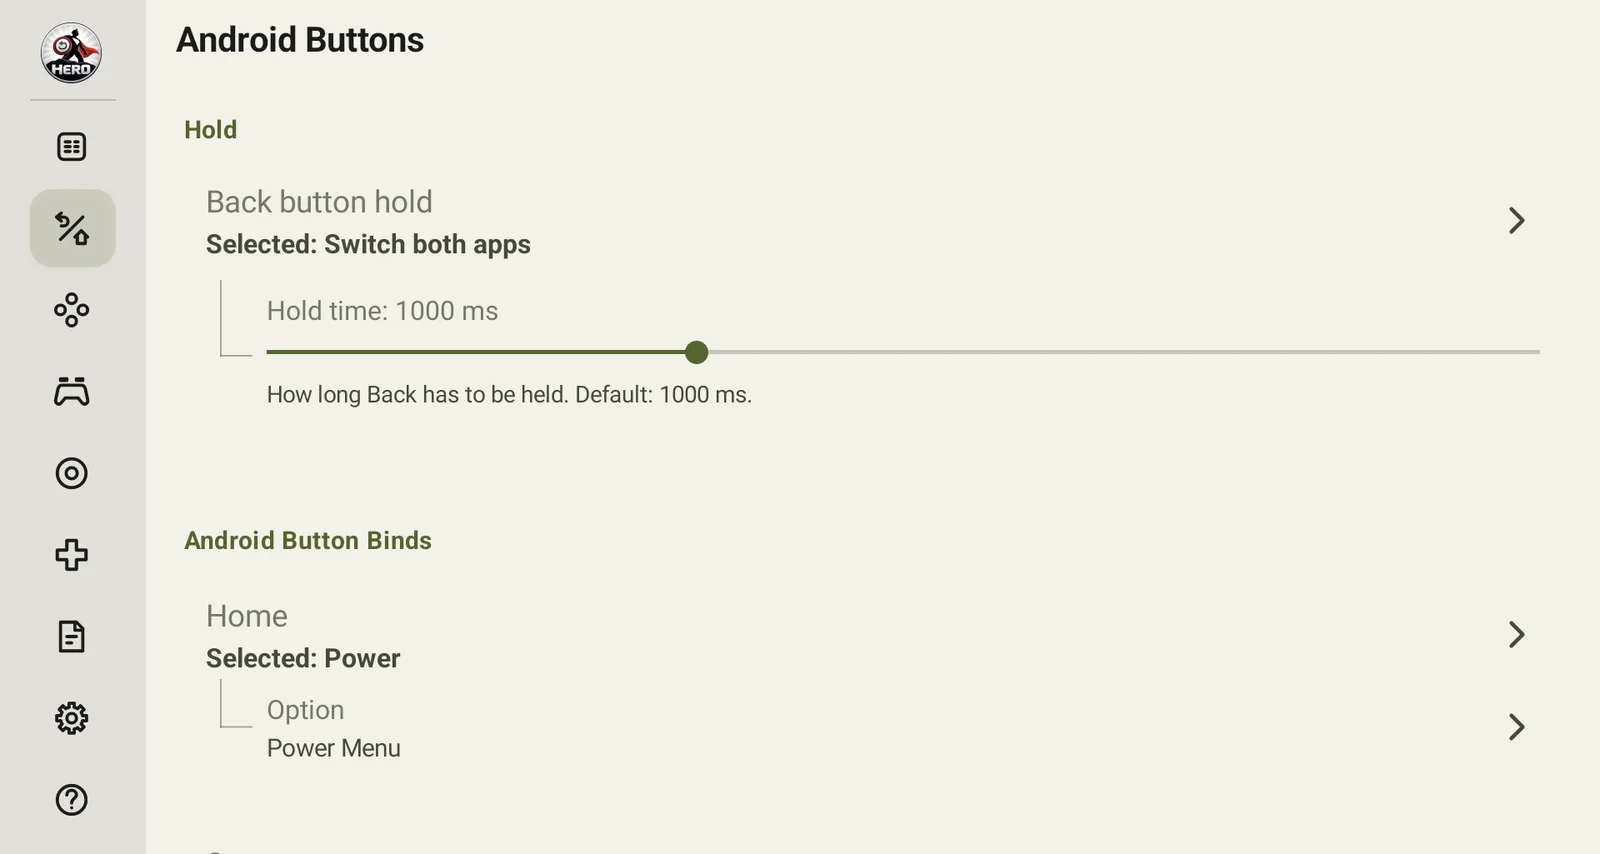 HERO
Android Buttons
Hold
Back button hold
Selected: Switch both apps
Hold time: 1000 ms
How long Back has to be held. Default: 1000 ms.
Android Button Binds
Home
Selected: Power
Option
Power Menu